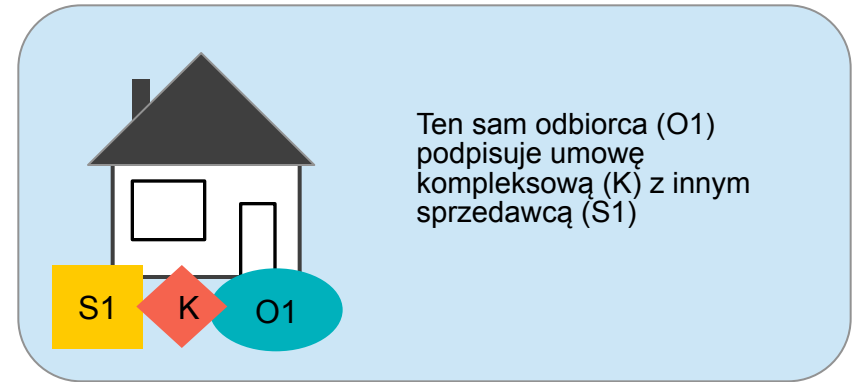 Ten sam odbiorca (O1)
podpisuje umowę
kompleksową (K) z innym
sprzedawcą (S1)
S1 K O1